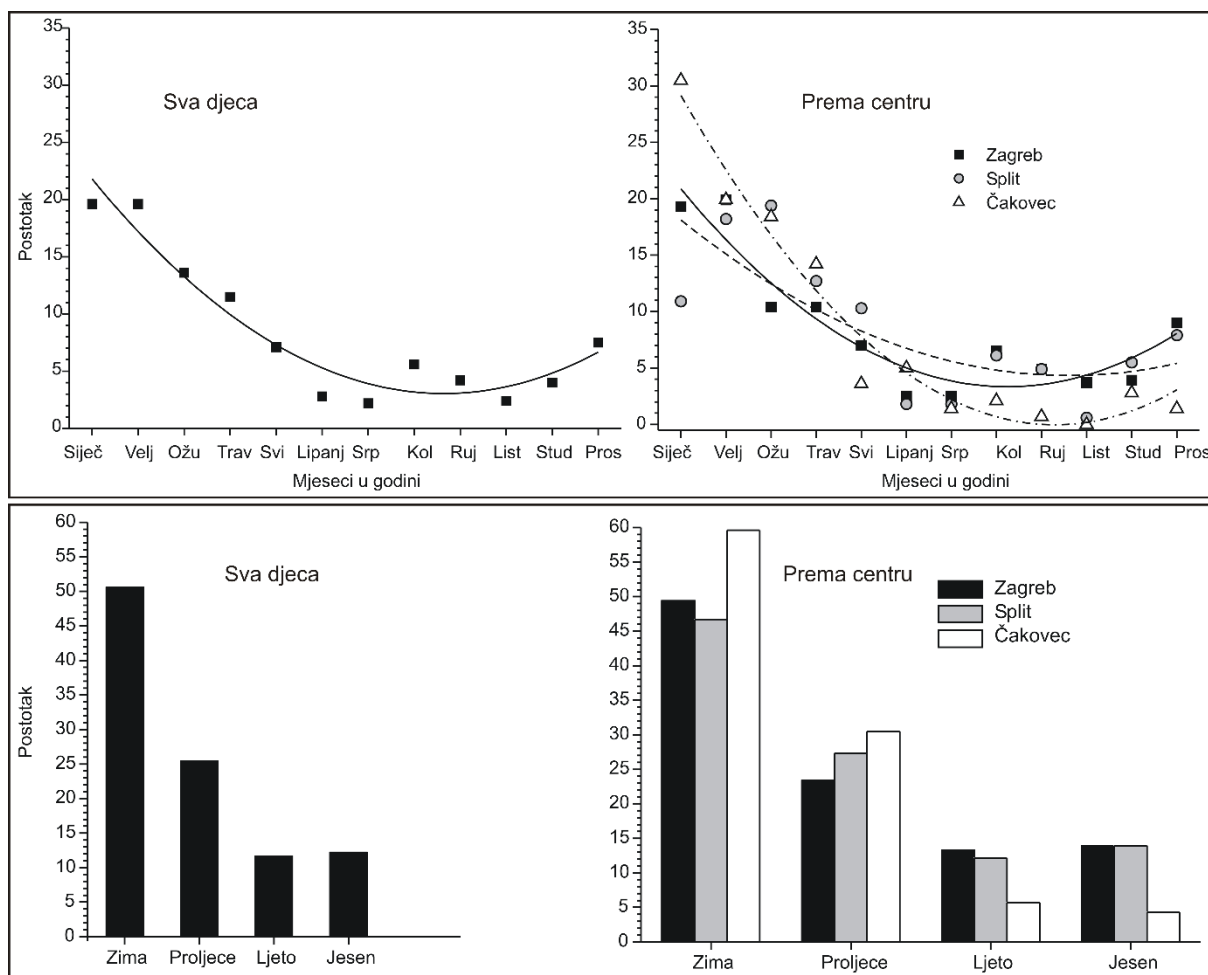 35
30
25
20
15
10
5
0
Postotak
Sva djeca
Siječ Velj Ožu Trav Svi Lipanj Srp Kol Ruj List Stud Pros
Mjeseci u godini
35
30
25
20
15
10
5
0
Prema centru
Zagreb
Split
Čakovec
Siječ Velj Ožu Trav Svi Lipanj Srp Kol Ruj List Stud Pros
Mjeseci u godini
60
55
50
45
40
35
30
25
20
15
10
5
0
Postotak
Sva djeca
Zima Proljece Ljeto Jesen
60
55
50
45
40
35
30
25
20
15
10
5
0
Prema centru
Zagreb
Split
Čakovec
Zima Proljece Ljeto Jesen